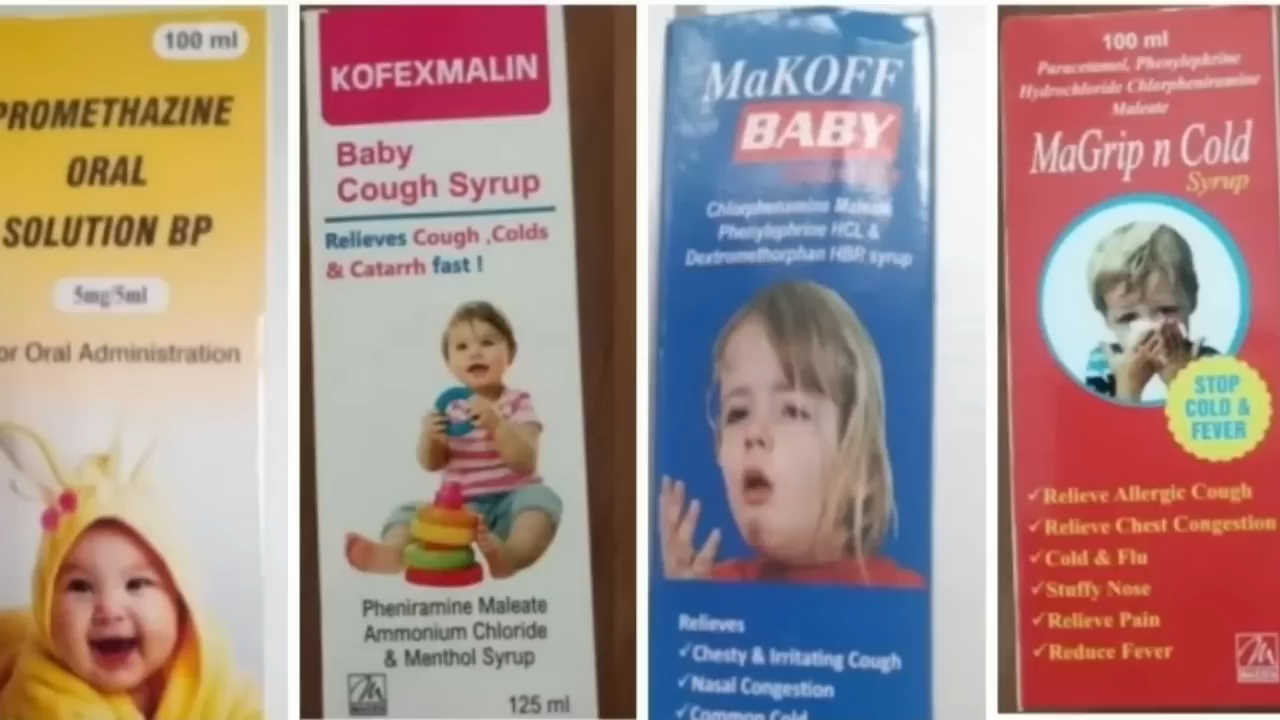 100 ml
PROMETHAZINE
ORAL
SOLUTION BP
5mg/5ml
or Oral Administration
KOFEXMALIN
Baby
Cough Syrup
Relieves Cough ,Colds
& Catarrh fast !
Pheniramine Maleate
Ammonium Chloride
& Menthol Syrup
125 ml
MaKOFF
BABY
Chlorphenamine Maleate
Phenylephrine HCL &
Dextromethorphan HBR syrup
Relieves
✓Chesty & Irritating Cough
✓Nasal Congestion
✓Common Cold
100 ml
Paracetamol, Phenylephrine
Hydrochloride Chlorpheniramine
Maleate
MaGrip n Cold
Syrup
STOP
COLD &
FEVER
✓Relieve Allergic Cough
✓Relieve Chest Congestion
✓Cold & Flu
✓Stuffy Nose
✓Relieve Pain
✓Reduce Fever